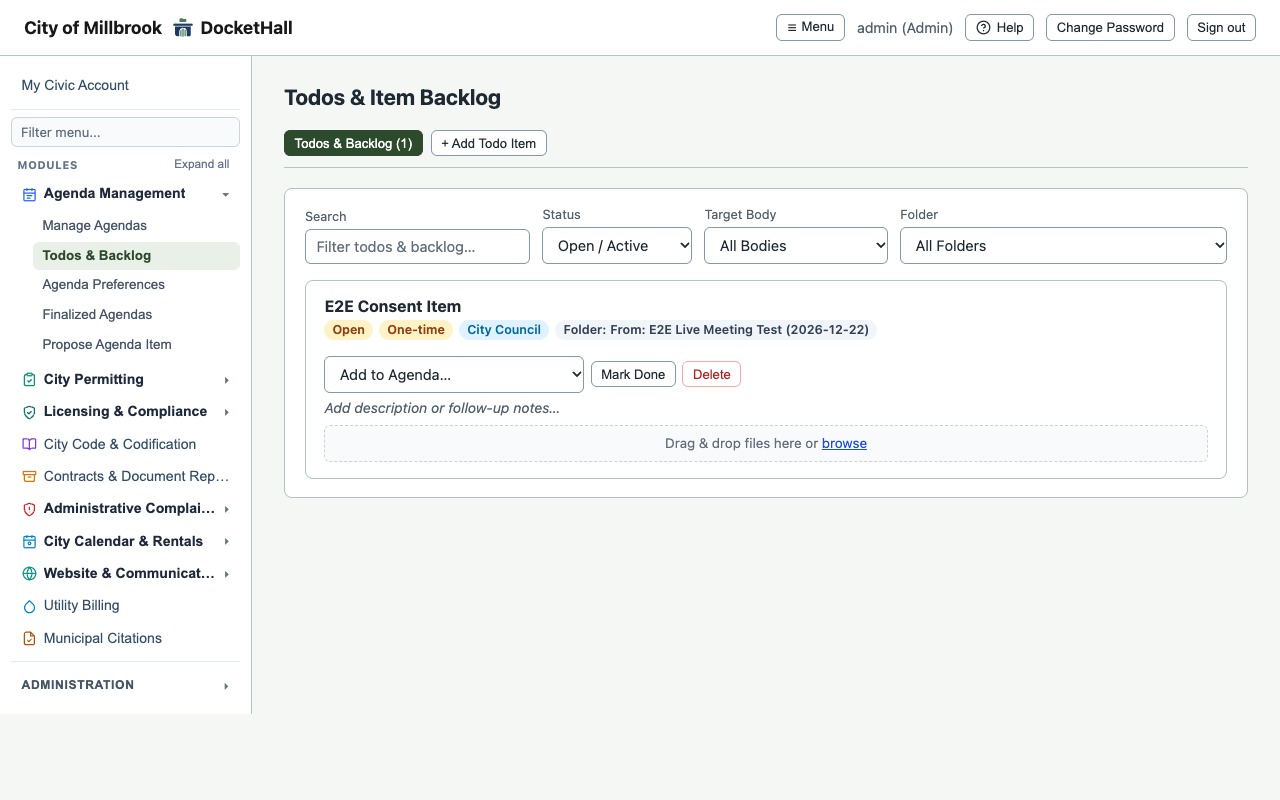 City of Millbrook DocketHall
≡ Menu
admin (Admin)
Help
Change Password
Sign out
My Civic Account
Filter menu...
MODULES
Expand all
Agenda Management
Manage Agendas
Todos & Backlog
Agenda Preferences
Finalized Agendas
Propose Agenda Item
City Permitting
Licensing & Compliance
City Code & Codification
Contracts & Document Rep…
Administrative Complai…
City Calendar & Rentals
Website & Communicat…
Utility Billing
Municipal Citations
ADMINISTRATION
Todos & Item Backlog
Todos & Backlog (1)
+ Add Todo Item
Search
Status
Target Body
Folder
Filter todos & backlog...
Open / Active
All Bodies
All Folders
E2E Consent Item
Open
One-time
City Council
Folder: From: E2E Live Meeting Test (2026-12-22)
Add to Agenda...
Mark Done
Delete
Add description or follow-up notes...
Drag & drop files here or browse